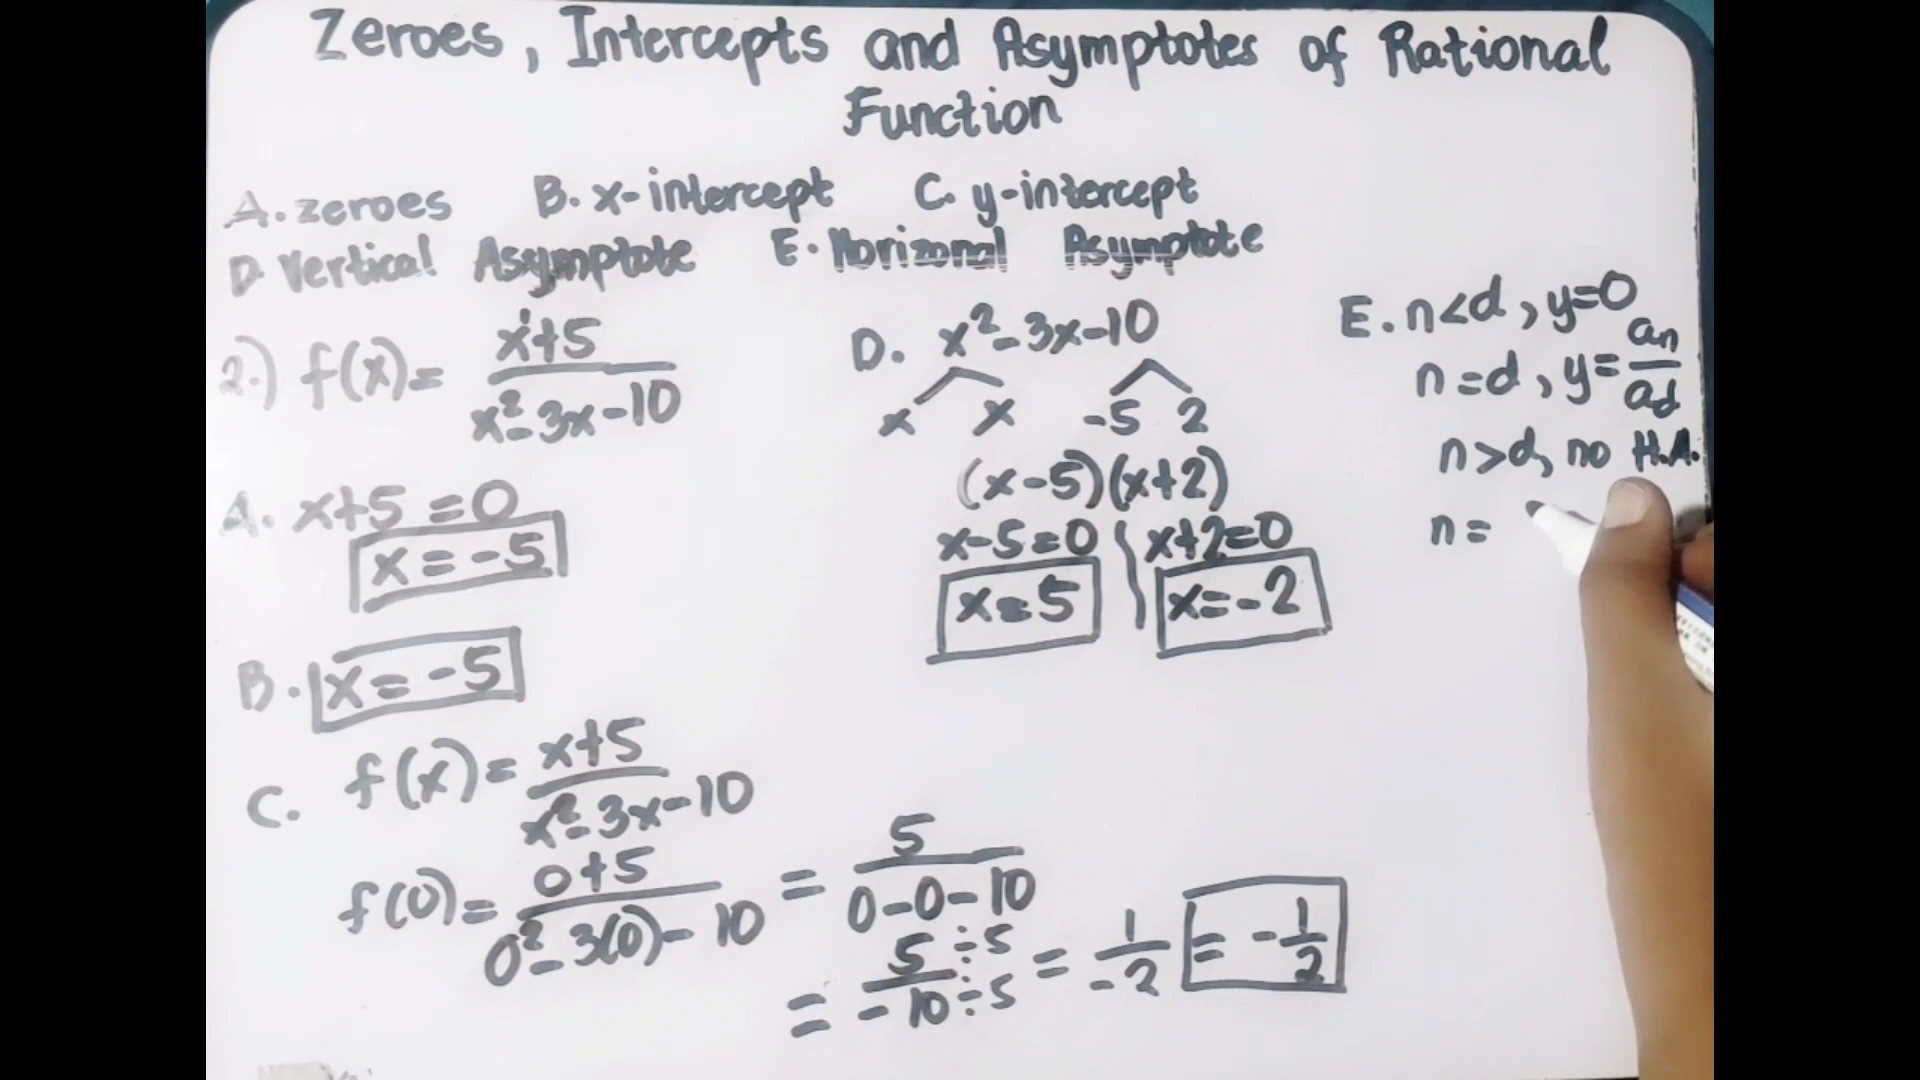 Zeroes, Intercepts and Asymptotes of Rational
Function
A. zeroes B. x-intercept C. y-intercept
D. Vertical Asymptote E. Horizonal Asymptote
2.) f(x) = x¹+5 / x²-3x-10
A. x+5=0
x=-5
B. x=-5
C. f(x) = x+5 / x²-3x-10
f(0) = 0+5 / 0²-3(0)-10 = 5 / 0-0-10
= 5÷5 / -10÷5 = 1 / -2 = -1/2
D. x²-3x-10
x x -5 2
(x-5)(x+2)
x-5=0 x+2=0
x=5 x=-2
E. n<d, y=0
n=d, y=an/ad
n>d, no H.A.
n=